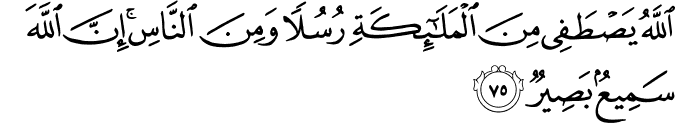 ٱللَّهُ يَصۡطَفِي مِنَ ٱلۡمَلَـٰٓئِكَةِ رُسُلٗا وَمِنَ ٱلنَّاسِۚ إِنَّ ٱللَّهَ
سَمِيعُۢ بَصِيرٞ ٧٥